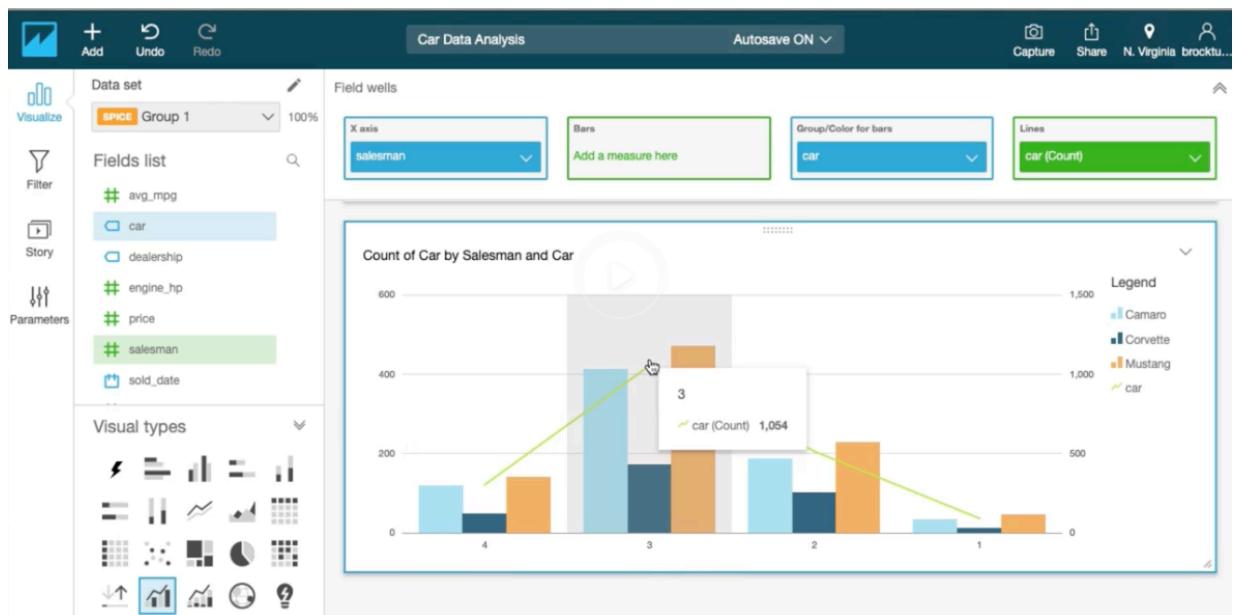 Add
Undo
Redo
Car Data Analysis
Autosave ON
Capture
Share
N. Virginia
brocktu...
Visualize
Filter
Story
Parameters
Data set
SPICE Group 1
100%
Fields list
avg_mpg
car
dealership
engine_hp
price
salesman
sold_date
Visual types
Field wells
X axis
salesman
Bars
Add a measure here
Group/Color for bars
car
Lines
car (Count)
Count of Car by Salesman and Car
600
400
200
0
4
3
2
1
1,500
1,000
500
0
3
car (Count) 1,054
Legend
Camaro
Corvette
Mustang
car